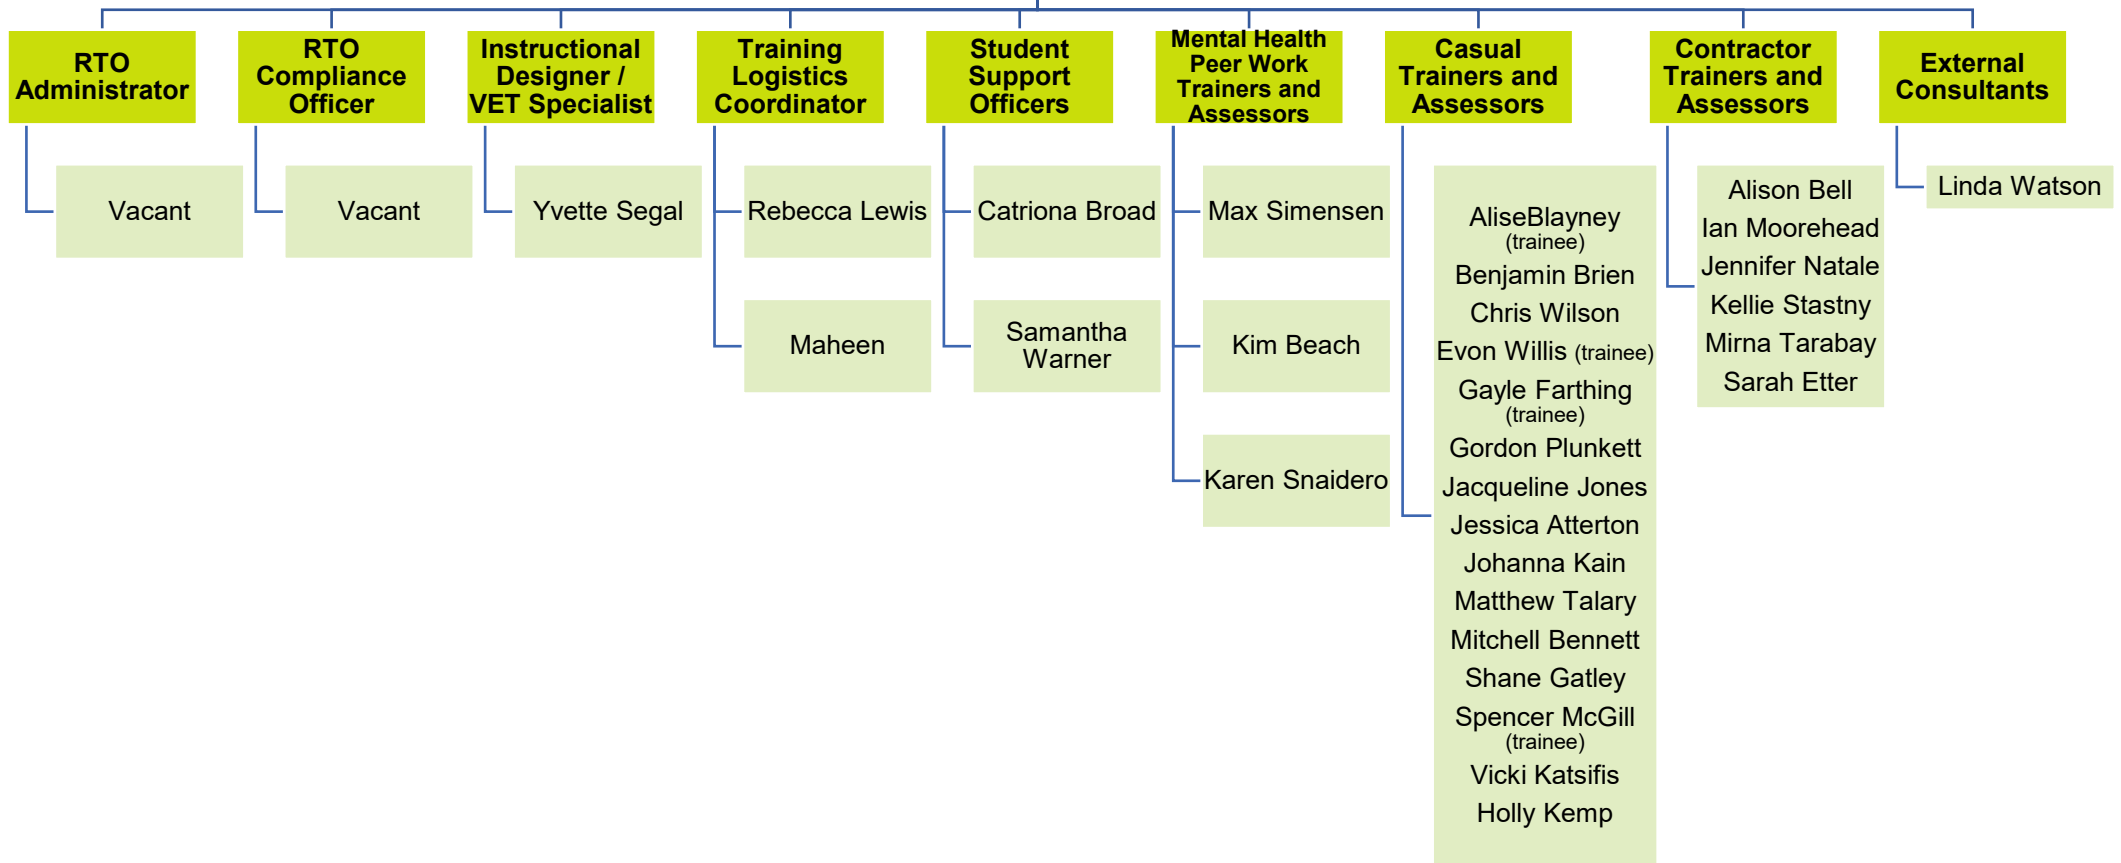 RTO
Administrator
RTO
Compliance
Officer
Instructional
Designer /
VET Specialist
Training
Logistics
Coordinator
Student
Support
Officers
Mental Health
Peer Work
Trainers and
Assessors
Casual
Trainers and
Assessors
Contractor
Trainers and
Assessors
External
Consultants
Vacant
Vacant
Yvette Segal
Rebecca Lewis
Maheen
Catriona Broad
Samantha
Warner
Max Simensen
Kim Beach
Karen Snaidero
AliseBlayney
(trainee)
Benjamin Brien
Chris Wilson
Evon Willis (trainee)
Gayle Farthing
(trainee)
Gordon Plunkett
Jacqueline Jones
Jessica Atterton
Johanna Kain
Matthew Talary
Mitchell Bennett
Shane Gatley
Spencer McGill
(trainee)
Vicki Katsifis
Holly Kemp
Alison Bell
Ian Moorehead
Jennifer Natale
Kellie Stastny
Mirna Tarabay
Sarah Etter
Linda Watson